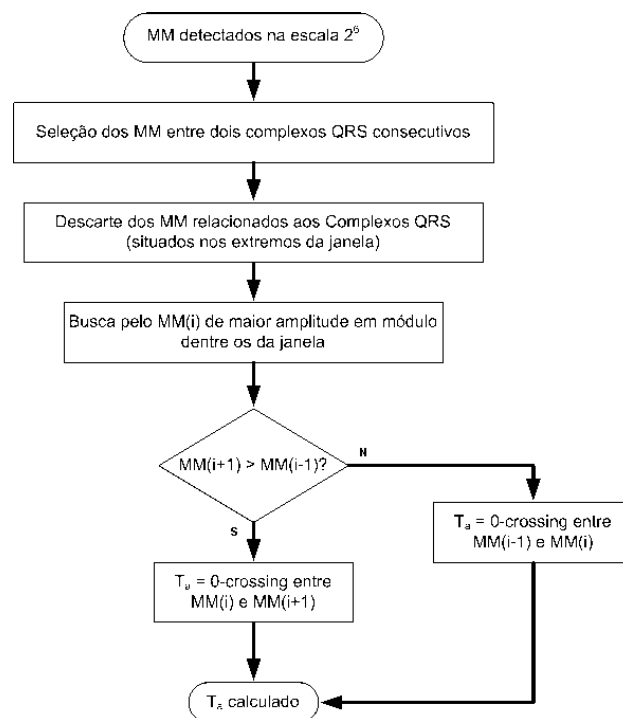 MM detectados na escala 2⁶
Seleção dos MM entre dois complexos QRS consecutivos
Descarte dos MM relacionados aos Complexos QRS
(situados nos extremos da janela)
Busca pelo MM(i) de maior amplitude em módulo
dentre os da janela
MM(i+1) > MM(i-1)?
N
S
Tₐ = 0-crossing entre
MM(i-1) e MM(i)
Tₐ = 0-crossing entre
MM(i) e MM(i+1)
Tₐ calculado